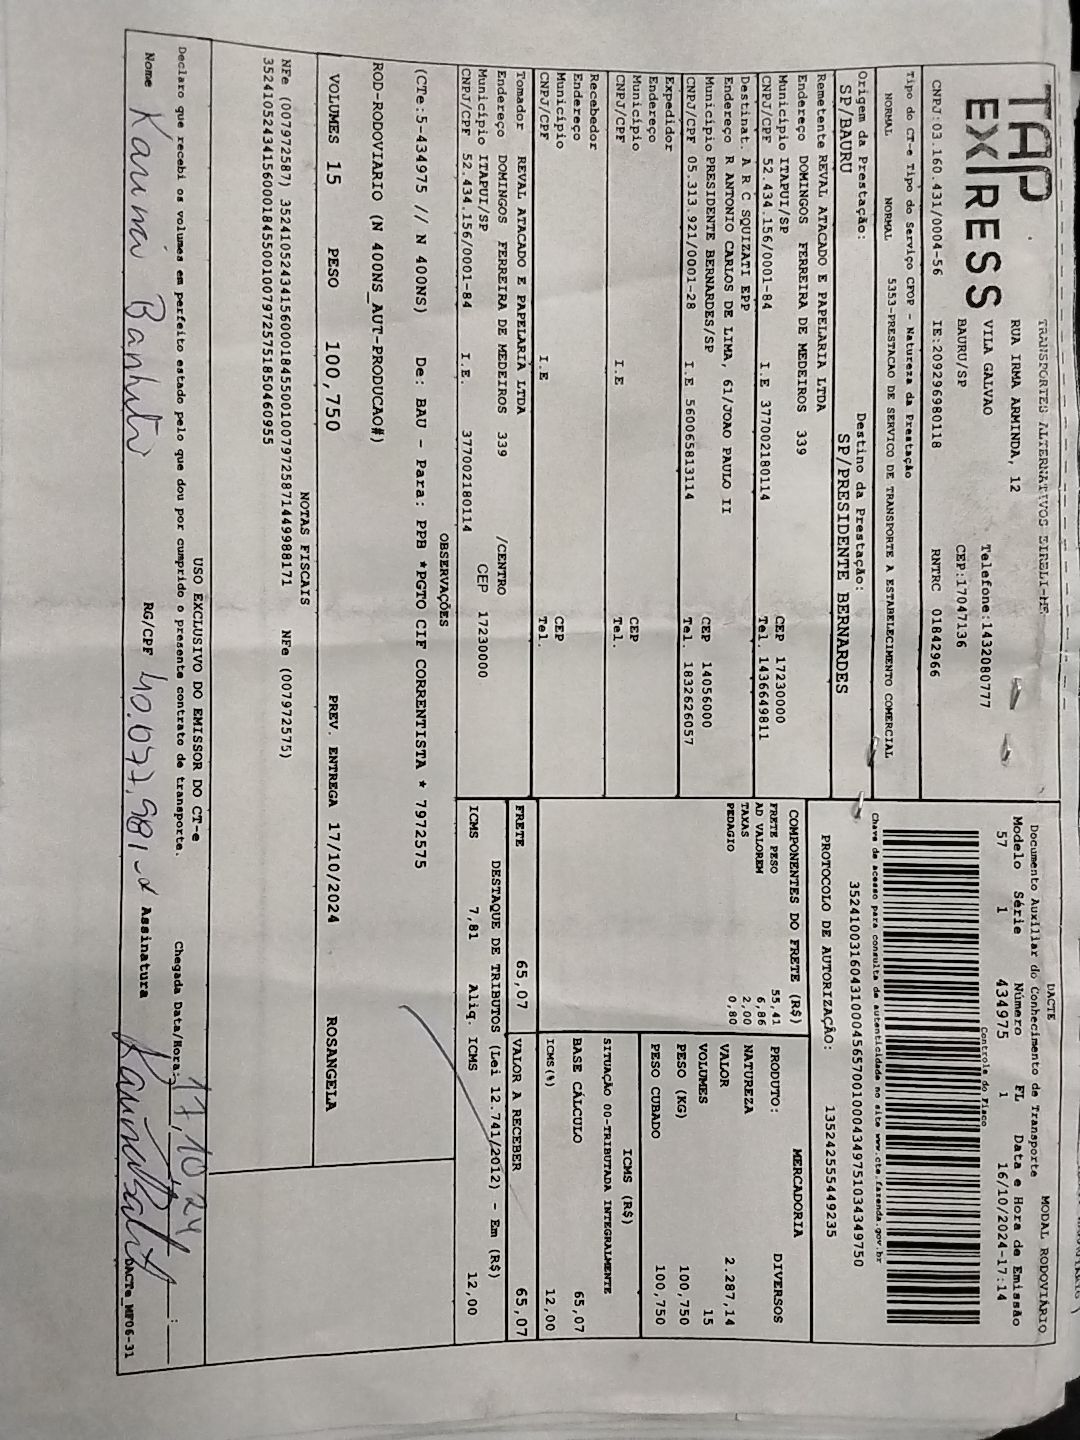 TAP EXPRESS
TRANSPORTES ALTERNATIVOS EIRELI-ME
RUA IRMA ARMINDA, 12
VILA GALVAO Telefone:1432080777
BAURU/SP CEP:17047136
CNPJ:03.160.431/0004-56 IE:209296980118 RNTRC 01842966
Tipo do CT-e Tipo do Serviço CFOP - Natureza da Prestação
NORMAL NORMAL 5353-PRESTACAO DE SERVICO DE TRANSPORTE A ESTABELECIMENTO COMERCIAL
Origem da Prestação: Destino da Prestação:
SP/BAURU SP/PRESIDENTE BERNARDES
DACTE MODAL RODOVIÁRIO
Documento Auxiliar do Conhecimento de Transporte
Modelo Série Número FL Data e Hora de Emissão
57 1 434975 1 16/10/2024-17:14
Controle do Fisco
Chave de acesso para consulta de autenticidade no site www.cte.fazenda.gov.br
35241003160431000456570010004349751034349750
PROTOCOLO DE AUTORIZAÇÃO: 135242555449235
Remetente REVAL ATACADO E PAPELARIA LTDA
Endereço DOMINGOS FERREIRA DE MEDEIROS 339
Município ITAPUI/SP CEP 17230000
CNPJ/CPF 52.434.156/0001-84 I.E 377002180114 Tel. 1436649811
Destinat. A R C SQUIZATI EPP
Endereço R ANTONIO CARLOS DE LIMA, 61/JOAO PAULO II
Município PRESIDENTE BERNARDES/SP CEP 14056000
CNPJ/CPF 05.313.921/0001-28 I.E 560065813114 Tel. 1832626057
Expedidor
Endereço
Município CEP
CNPJ/CPF I.E Tel.
Recebedor
Endereço
Município CEP
CNPJ/CPF I.E Tel.
Tomador REVAL ATACADO E PAPELARIA LTDA
Endereço DOMINGOS FERREIRA DE MEDEIROS 339 /CENTRO
Município ITAPUI/SP CEP 17230000
CNPJ/CPF 52.434.156/0001-84 I.E. 377002180114
COMPONENTES DO FRETE (R$)
FRETE PESO 55,41
AD VALOREM 6,86
TAXAS 2,00
PEDAGIO 0,80
MERCADORIA
PRODUTO: DIVERSOS
NATUREZA
VALOR 2.287,14
VOLUMES 15
PESO (KG) 100,750
PESO CUBADO 100,750
ICMS (R$)
SITUAÇÃO 00-TRIBUTADA INTEGRALMENTE
BASE CÁLCULO 65,07
ICMS(%) 12,00
FRETE 65,07 VALOR A RECEBER 65,07
DESTAQUE DE TRIBUTOS (Lei 12.741/2012) - Em (R$)
ICMS 7,81 Aliq. ICMS 12,00
OBSERVAÇÕES
(CTe:5-434975 // N 400NS) De: BAU - Para: PPB *PGTO CIF CORRENTISTA * 7972575
ROD-RODOVIARIO (N 400NS_AUT-PRODUCAO#)
VOLUMES 15 PESO 100,750 PREV. ENTREGA 17/10/2024 ROSANGELA
NOTAS FISCAIS
NFe (007972587) 35241052434156000184550010079725871449988171 NFe (007972575)
35241052434156000184550010079725751850460955
USO EXCLUSIVO DO EMISSOR DO CT-e
Declaro que recebi os volumes em perfeito estado pelo que dou por cumprido o presente contrato de transporte. Chegada Data/Hora: 17,10,24
Nome RG/CPF Assinatura
DACTe_MP06-31